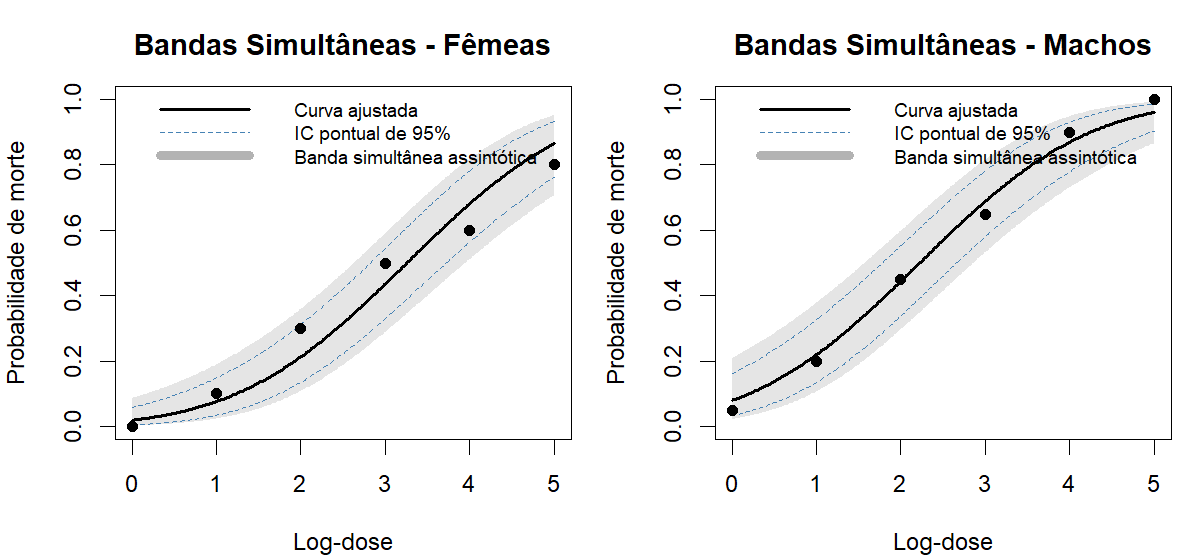 Bandas Simultâneas - Fêmeas
Curva ajustada
IC pontual de 95%
Banda simultânea assintótica
Probabilidade de morte
0.0 0.2 0.4 0.6 0.8 1.0
0 1 2 3 4 5
Log-dose
Bandas Simultâneas - Machos
Curva ajustada
IC pontual de 95%
Banda simultânea assintótica
Probabilidade de morte
0.0 0.2 0.4 0.6 0.8 1.0
0 1 2 3 4 5
Log-dose